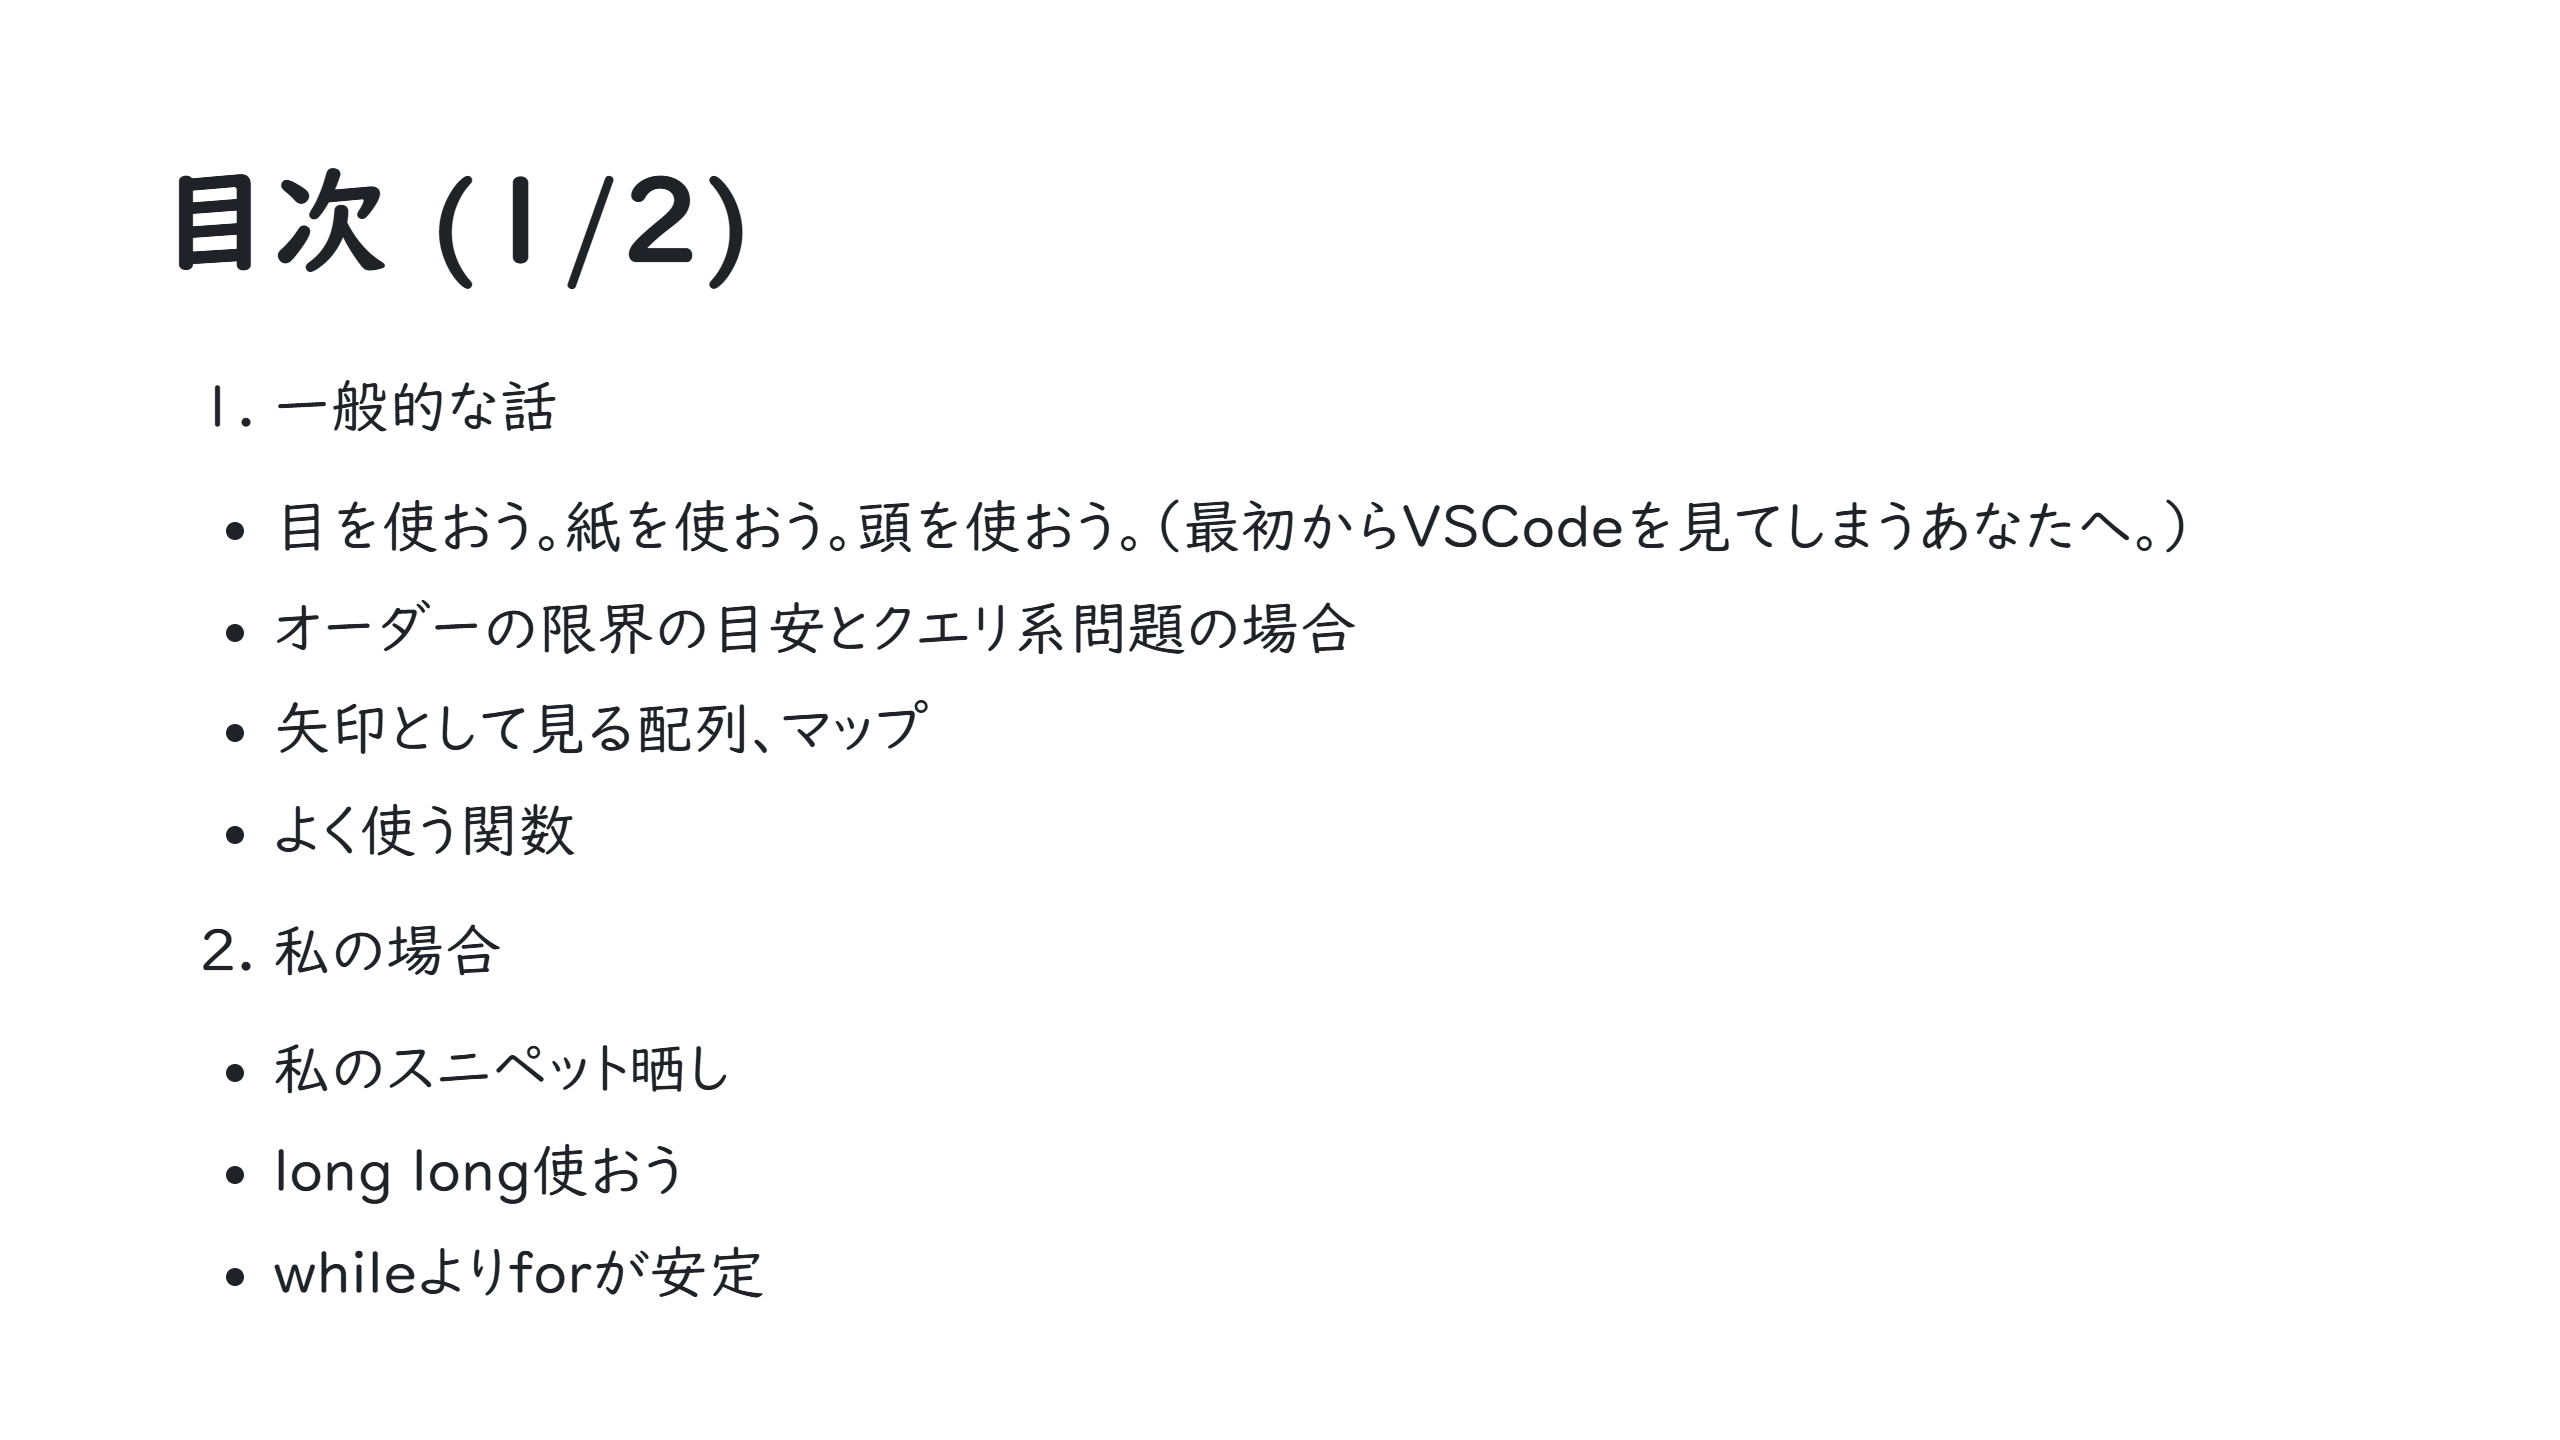 目次 (1/2)
1. 一般的な話
• 目を使おう。紙を使おう。頭を使おう。（最初からVSCodeを見てしまうあなたへ。）
• オーダーの限界の目安とクエリ系問題の場合
• 矢印として見る配列、マップ
• よく使う関数
2. 私の場合
• 私のスニペット晒し
• long long使おう
• whileよりforが安定